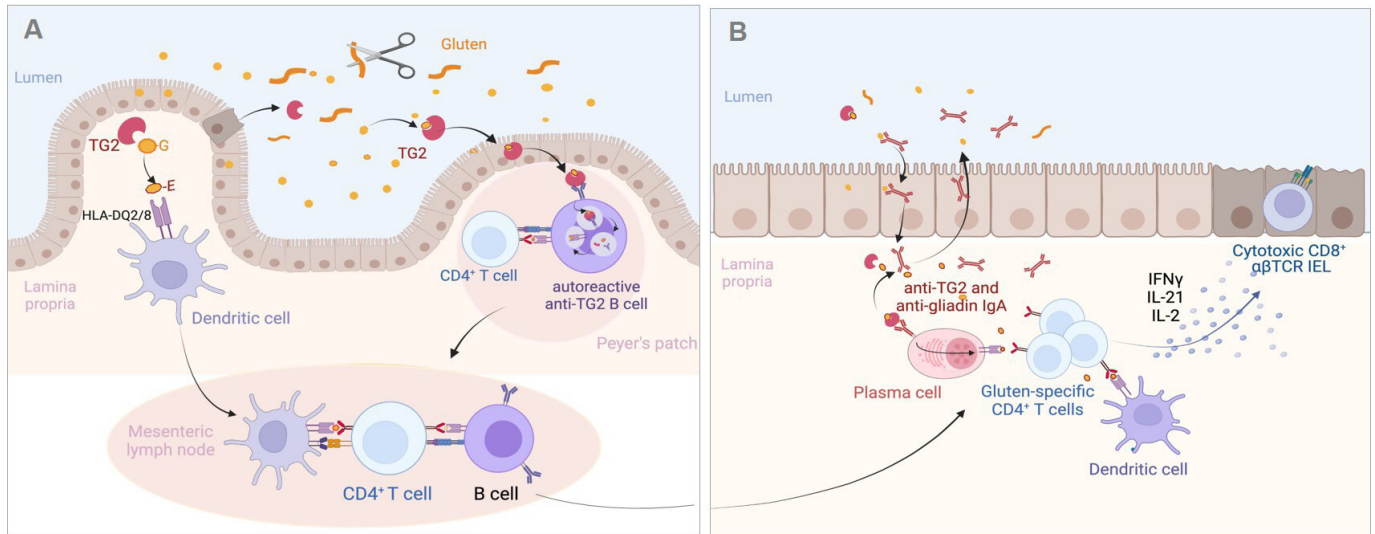 A
Gluten
Lumen
TG2
G
TG2
E
HLA-DQ2/8
CD4⁺ T cell
Lamina
propria
autoreactive
anti-TG2 B cell
Dendritic cell
Peyer's patch
Mesenteric
lymph node
CD4⁺ T cell
B cell
B
Lumen
Lamina
propria
Cytotoxic CD8⁺
αβTCR IEL
anti-TG2 and
anti-gliadin IgA
IFNγ
IL-21
IL-2
Plasma cell
Gluten-specific
CD4⁺ T cells
Dendritic cell